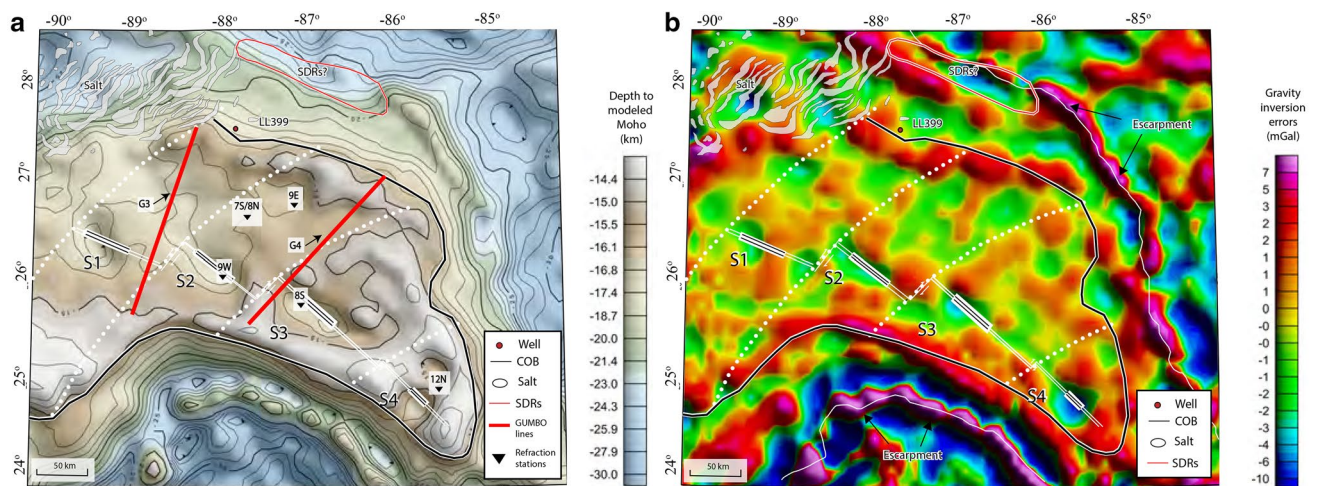 a
-90°
-89°
-88°
-87°
-86°
-85°
28°
27°
26°
25°
24°
Salt
SDRs?
LL399
G3
7S/8N
9E
G4
S1
S2
9W
8S
S3
12N
S4
50 km
Well
COB
Salt
SDRs
GUMBO
lines
Refraction
stations
Depth to
modeled
Moho
(km)
-14.4
-15.0
-15.5
-16.1
-16.8
-17.4
-18.7
-20.0
-21.4
-23.0
-24.3
-25.9
-27.3
-30.0
b
-90°
-89°
-88°
-87°
-86°
-85°
28°
27°
26°
25°
24°
Salt
SDRs?
LL399
Escarpment
S1
S2
S3
S4
Escarpment
50 km
Well
COB
Salt
SDRs
Gravity
inversion
errors
(mGal)
7
5
3
2
2
1
1
1
0
-0
-0
-1
-1
-1
-2
-10
-6
-10